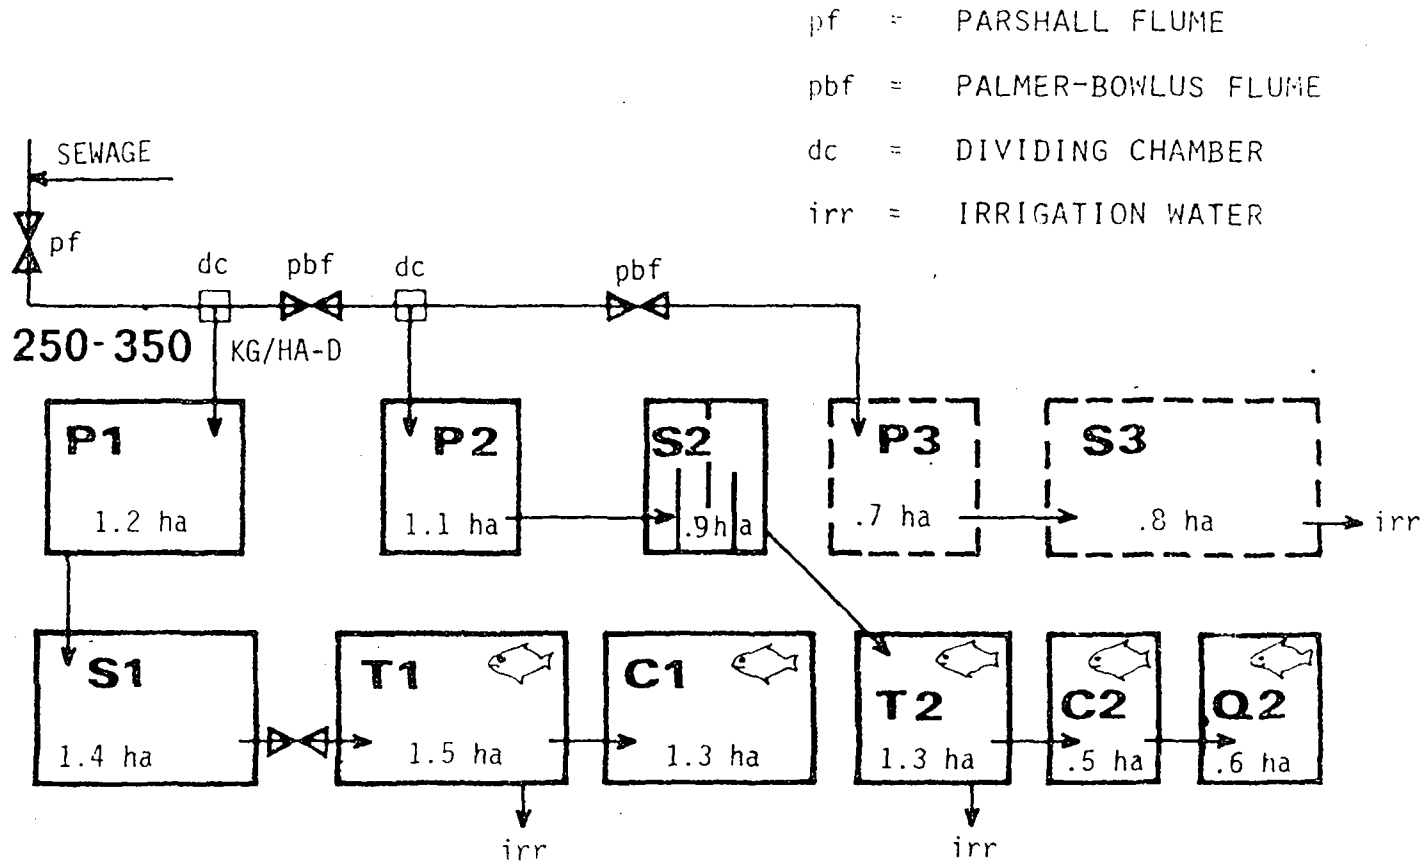 pf = PARSHALL FLUME
pbf = PALMER-BOWLUS FLUME
dc = DIVIDING CHAMBER
irr = IRRIGATION WATER
SEWAGE
pf
dc pbf dc pbf
250-350 KG/HA-D
P1 P2 S2 P3 S3
1.2 ha 1.1 ha .9ha .7 ha .8 ha irr
S1 T1 C1 T2 C2 Q2
1.4 ha 1.5 ha 1.3 ha 1.3 ha .5 ha .6 ha
irr irr